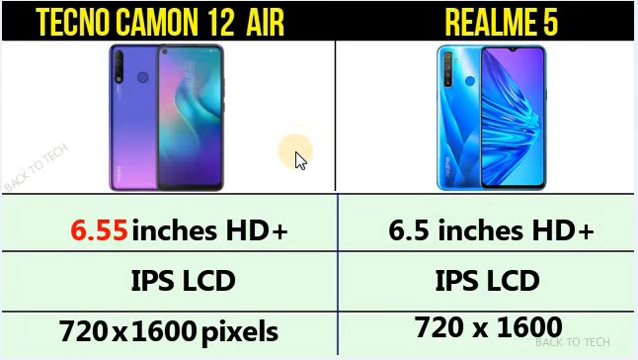 TECNO CAMON 12 AIR
REALME 5
BACK TO TECH
6.55 inches HD+
6.5 inches HD+
IPS LCD
IPS LCD
720 x 1600 pixels
720 x 1600
BACK TO TECH